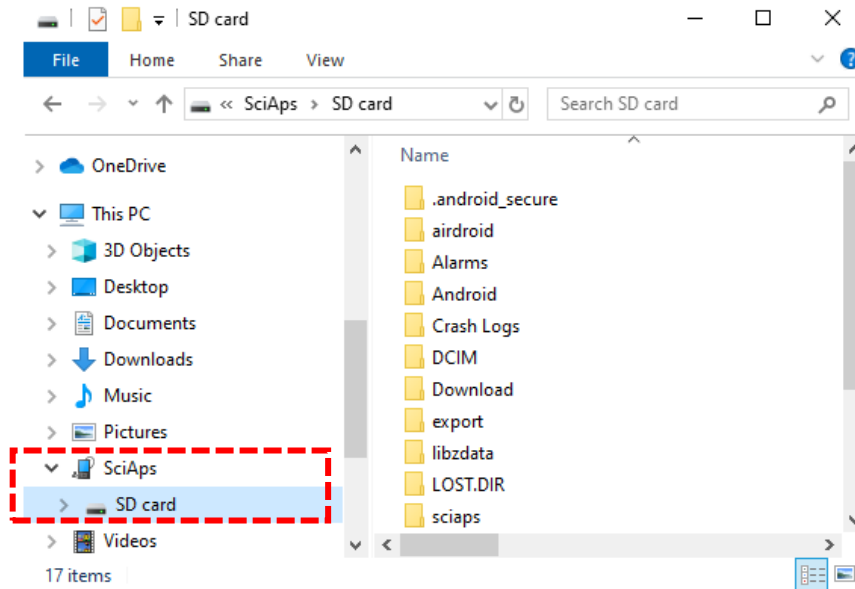 SD card
File Home Share View
« SciAps > SD card
Search SD card
OneDrive
This PC
3D Objects
Desktop
Documents
Downloads
Music
Pictures
SciAps
SD card
Videos
Name
.android_secure
airdroid
Alarms
Android
Crash Logs
DCIM
Download
export
libzdata
LOST.DIR
sciaps
17 items